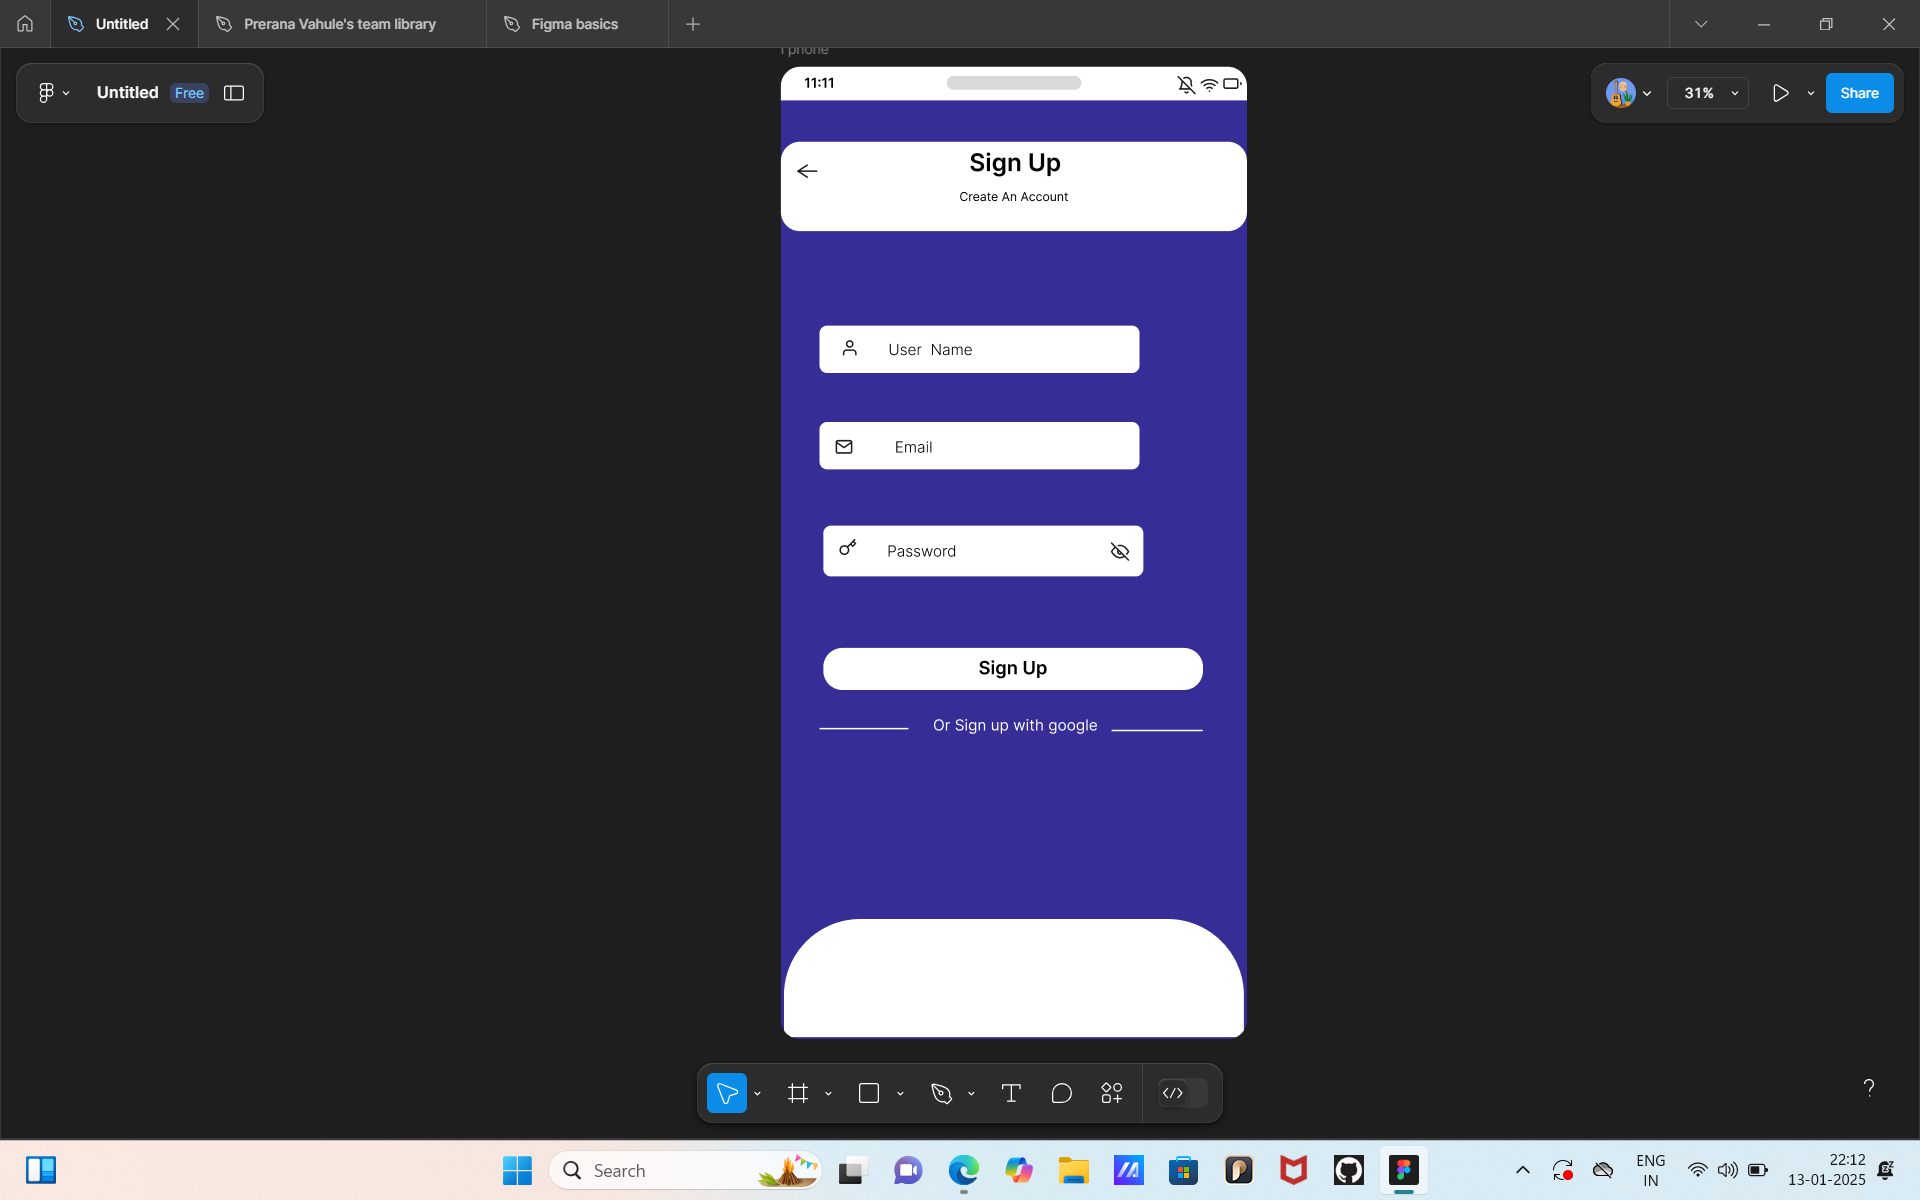 Untitled
Prerana Vahule's team library
Figma basics
I phone
Untitled
Free
31%
Share
11:11
Sign Up
Create An Account
User Name
Email
Password
Sign Up
Or Sign up with google
Search
ENG
IN
22:12
13-01-2025